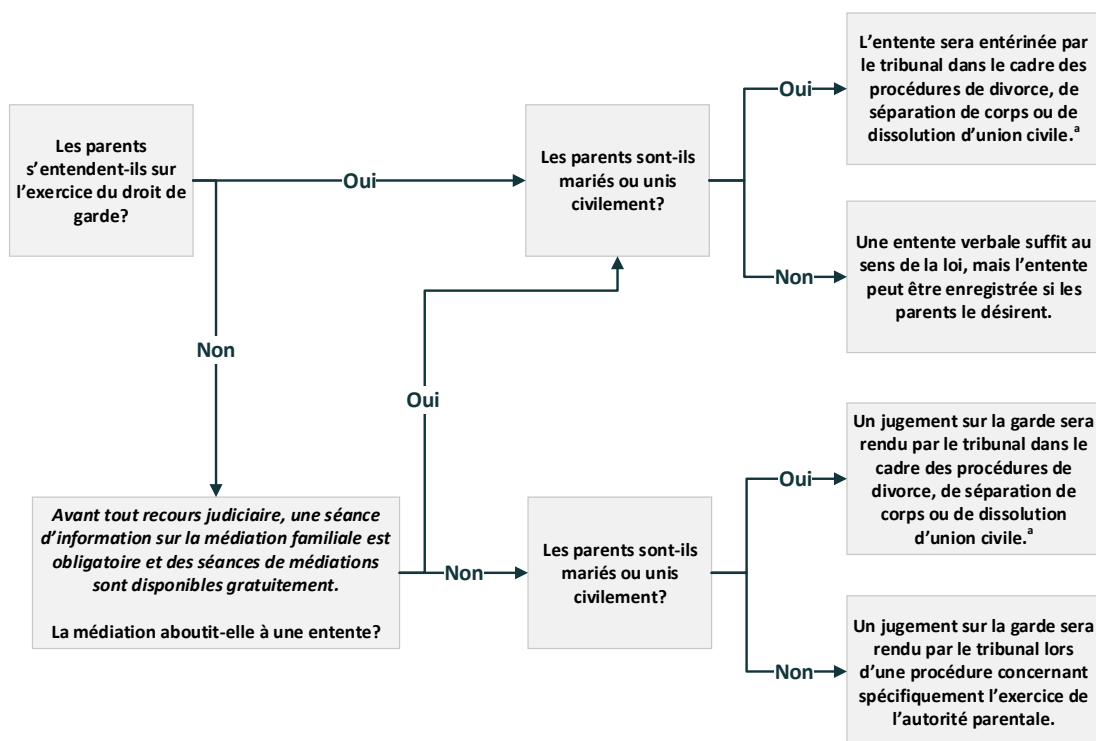 Les parents
s’entendent-ils sur
l’exercice du droit de
garde?
Oui
Non
Les parents sont-ils
mariés ou unis
civilement?
Oui
L’entente sera entérinée par
le tribunal dans le cadre des
procédures de divorce, de
séparation de corps ou de
dissolution d’union civile.ª
Non
Une entente verbale suffit au
sens de la loi, mais l’entente
peut être enregistrée si les
parents le désirent.
Avant tout recours judiciaire, une séance
d’information sur la médiation familiale est
obligatoire et des séances de médiations
sont disponibles gratuitement.
La médiation aboutit-elle à une entente?
Oui
Non
Les parents sont-ils
mariés ou unis
civilement?
Oui
Un jugement sur la garde sera
rendu par le tribunal dans le
cadre des procédures de
divorce, de séparation de
corps ou de dissolution
d’union civile.ª
Non
Un jugement sur la garde sera
rendu par le tribunal lors
d’une procédure concernant
spécifiquement l’exercice de
l’autorité parentale.